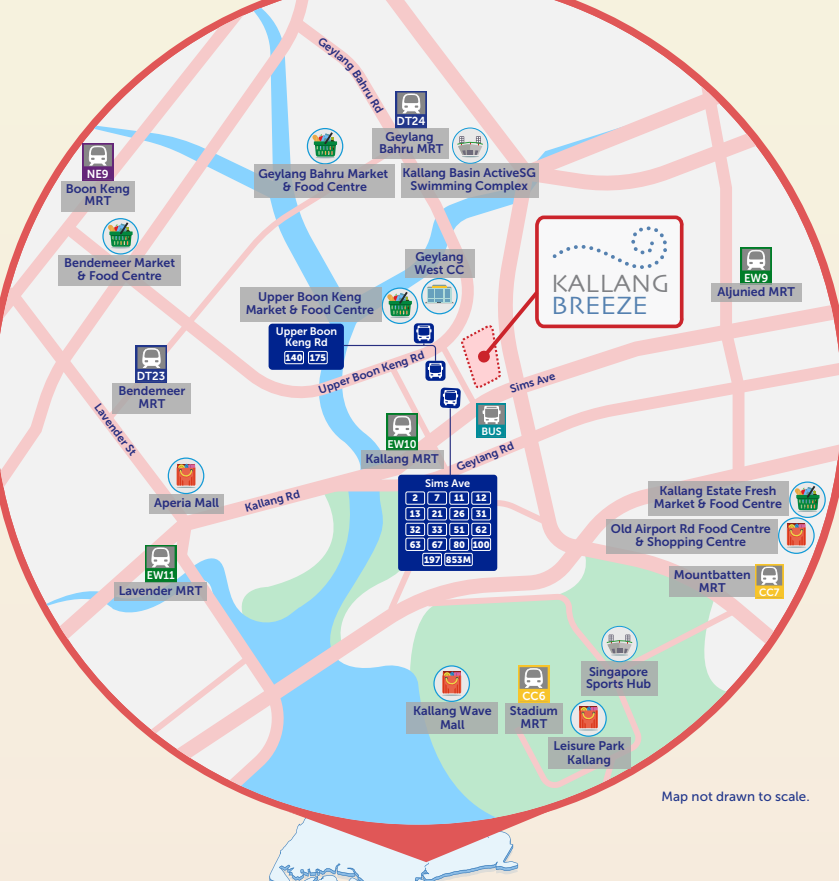 Geylang Bahru Rd
DT24
Geylang
Bahru MRT
NE9
Boon Keng
MRT
Geylang Bahru Market
& Food Centre
Kallang Basin ActiveSG
Swimming Complex
Bendemeer Market
& Food Centre
Geylang
West CC
KALLANG
BREEZE
EW9
Aljunied MRT
Upper Boon Keng
Market & Food Centre
Upper Boon
Keng Rd
140 175
Upper Boon Keng Rd
DT23
Bendemeer
MRT
Sims Ave
Lavender St
BUS
EW10
Kallang MRT
Geylang Rd
Aperia Mall
Kallang Rd
Sims Ave
2 7 11 12
13 21 26 31
32 33 51 62
63 67 80 100
197 853M
Kallang Estate Fresh
Market & Food Centre
Old Airport Rd Food Centre
& Shopping Centre
EW11
Lavender MRT
Mountbatten
MRT
CC7
Singapore
Sports Hub
Kallang Wave
Mall
CC6
Stadium
MRT
Leisure Park
Kallang
Map not drawn to scale.